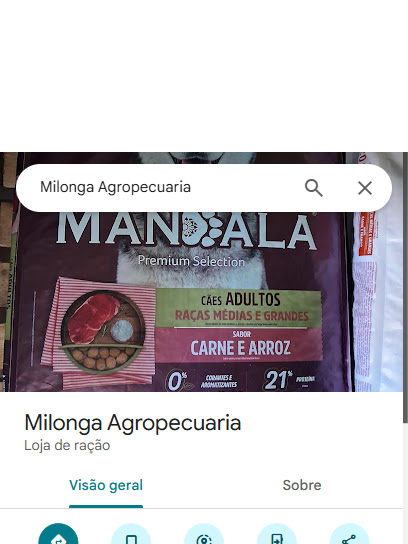 Milonga Agropecuaria
MANDALA
Premium Selection
CÃES ADULTOS
RAÇAS MÉDIAS E GRANDES
SABOR
CARNE E ARROZ
0% CORANTES E
AROMATIZANTES
21% PROTEÍNA
Milonga Agropecuaria
Loja de ração
Visão geral
Sobre